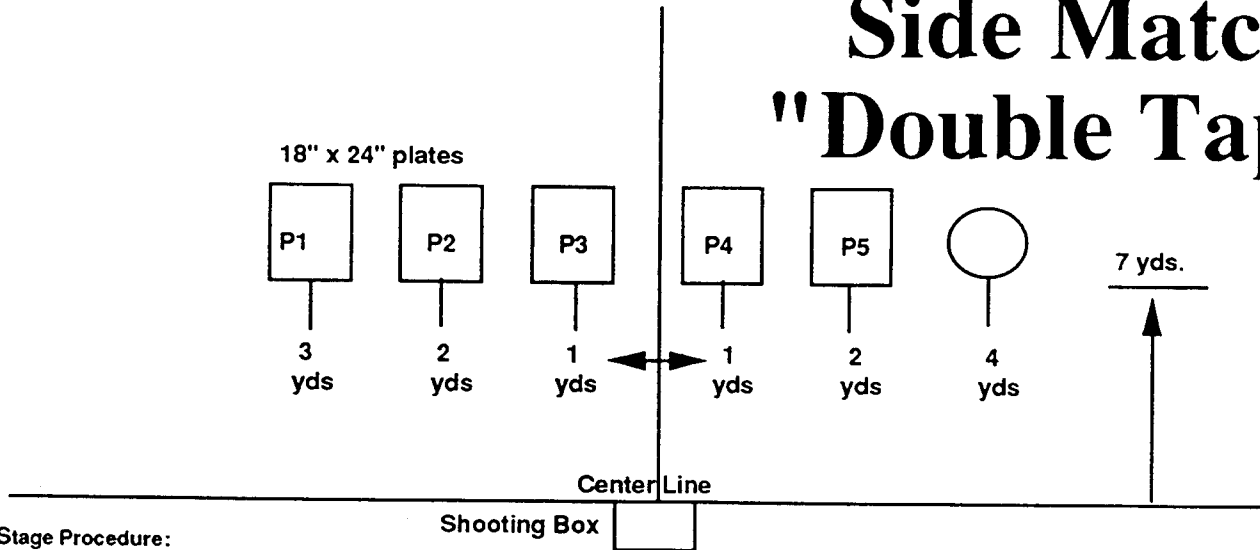 Side Matc
"Double Tap
18" x 24" plates
P1 P2 P3 P4 P5
7 yds.
3 2 1 1 2 4
yds yds yds yds yds yds
Center Line
Shooting Box
Stage Procedure: